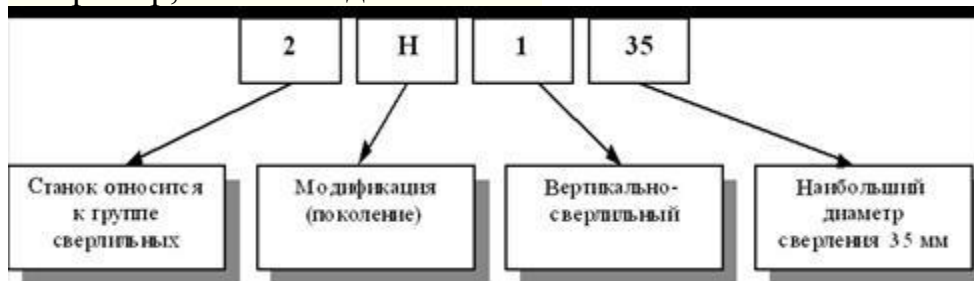 2 Н 1 35
Станок относится
к группе
сверлильных
Модификация
(поколение)
Вертикально-
сверлильный
Наибольший
диаметр
сверления 35 мм